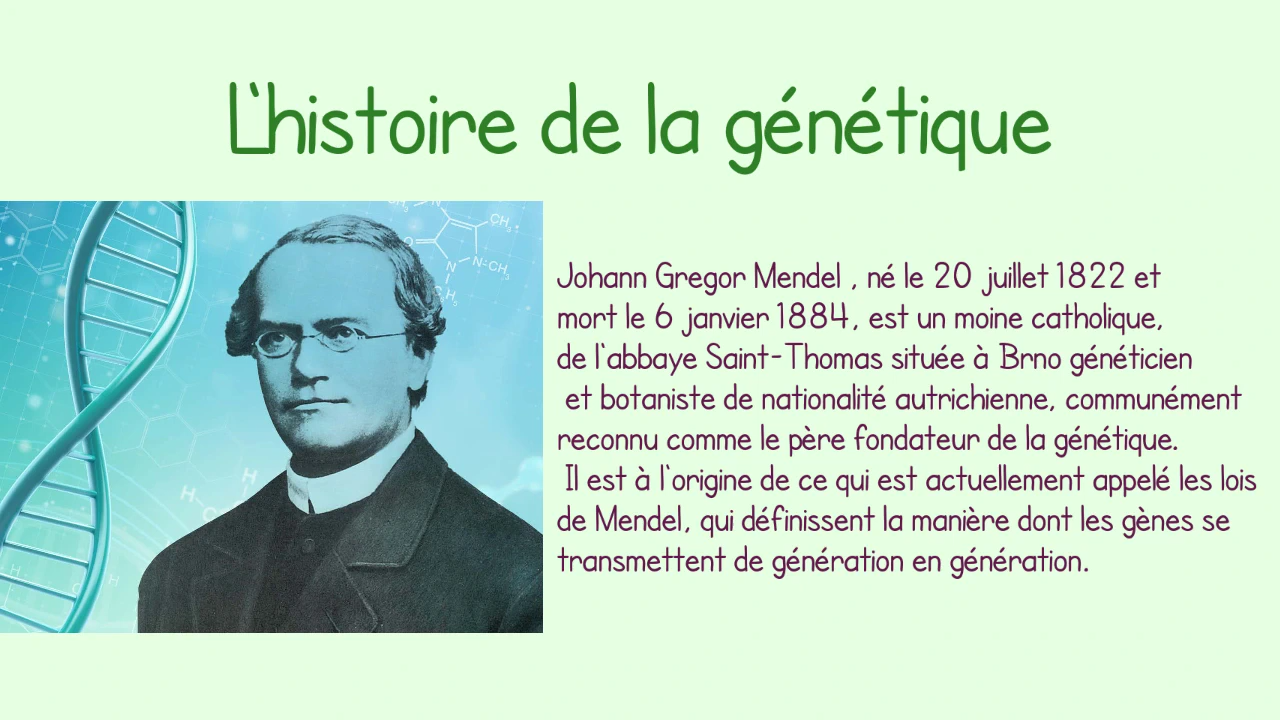 L'histoire de la génétique
CH₃
N
CH₃
O
N
N
CH₃
H
H
C
H
C
H
Johann Gregor Mendel , né le 20 juillet 1822 et
mort le 6 janvier 1884, est un moine catholique,
de l'abbaye Saint-Thomas située à Brno généticien
et botaniste de nationalité autrichienne, communément
reconnu comme le père fondateur de la génétique.
Il est à l'origine de ce qui est actuellement appelé les lois
de Mendel, qui définissent la manière dont les gènes se
transmettent de génération en génération.